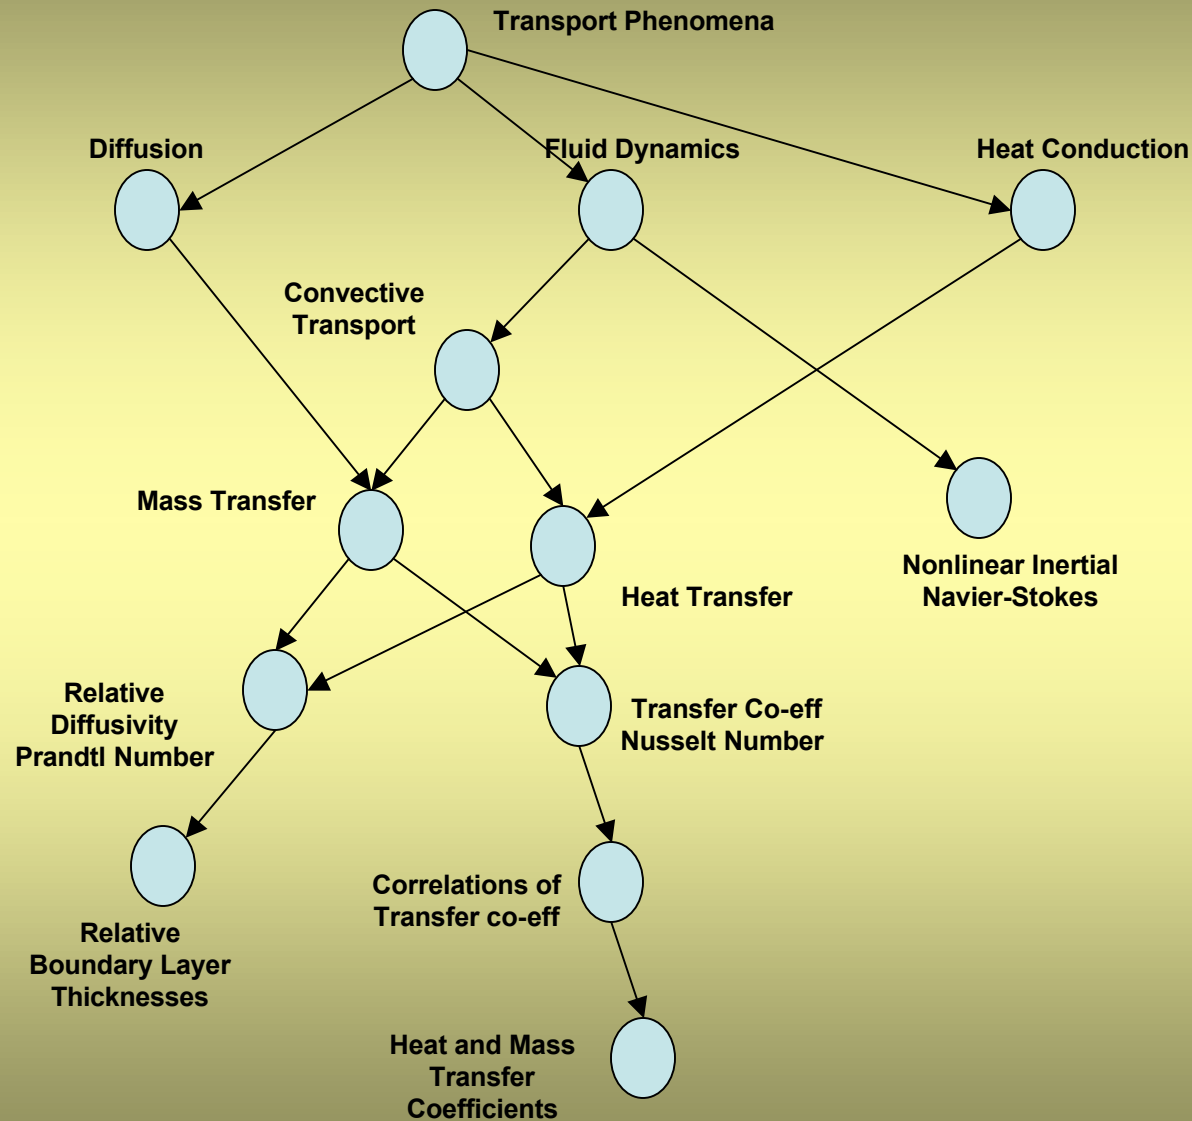 Transport Phenomena
Diffusion
Fluid Dynamics
Heat Conduction
Convective
Transport
Mass Transfer
Heat Transfer
Nonlinear Inertial
Navier-Stokes
Relative
Diffusivity
Prandtl Number
Transfer Co-eff
Nusselt Number
Correlations of
Transfer co-eff
Relative
Boundary Layer
Thicknesses
Heat and Mass
Transfer
Coefficients